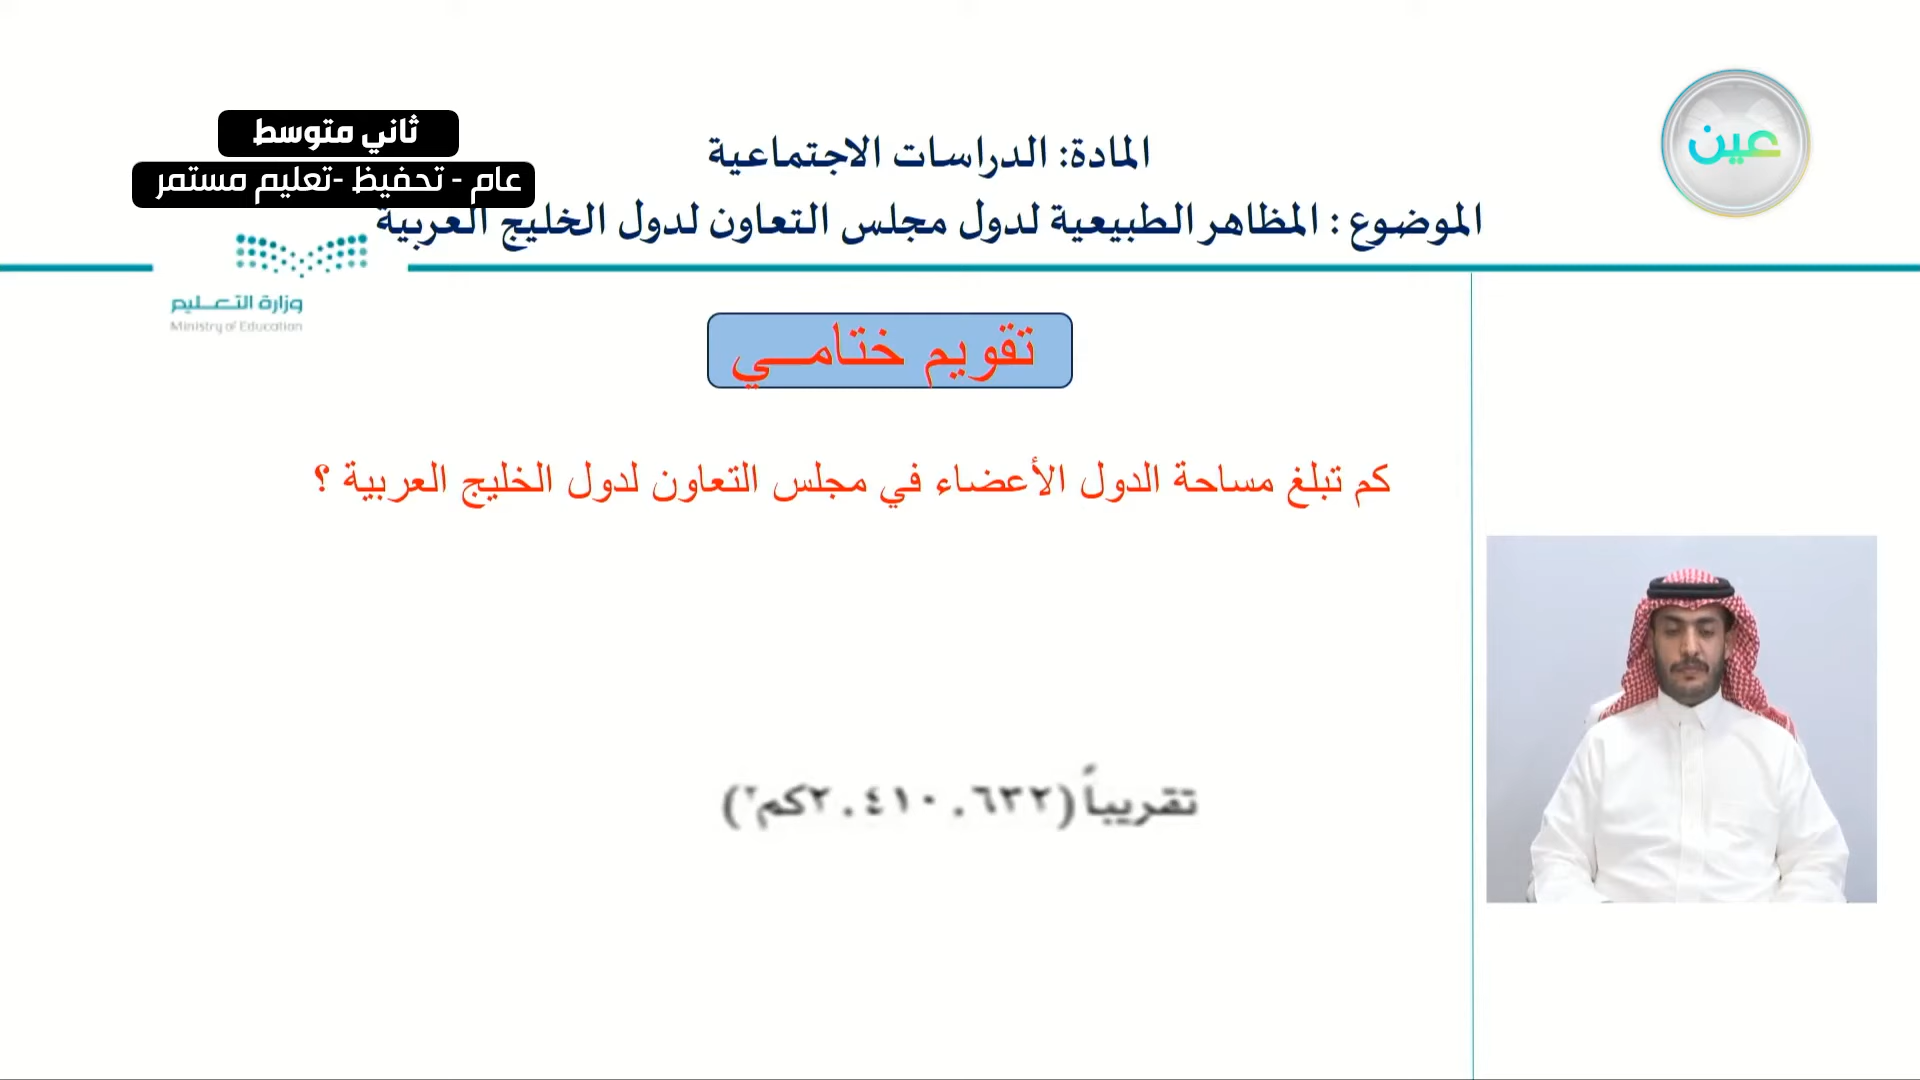 عين
ثاني متوسط
عام - تحفيظ -تعليم مستمر
المادة: الدراسات الاجتماعية
الموضوع : المظاهر الطبيعية لدول مجلس التعاون لدول الخليج العربية
وزارة التعليم
Ministry of Education
تقويم ختامي
كم تبلغ مساحة الدول الأعضاء في مجلس التعاون لدول الخليج العربية ؟
تقريباً (٢.٤١٠.٦٣٢كم٢)